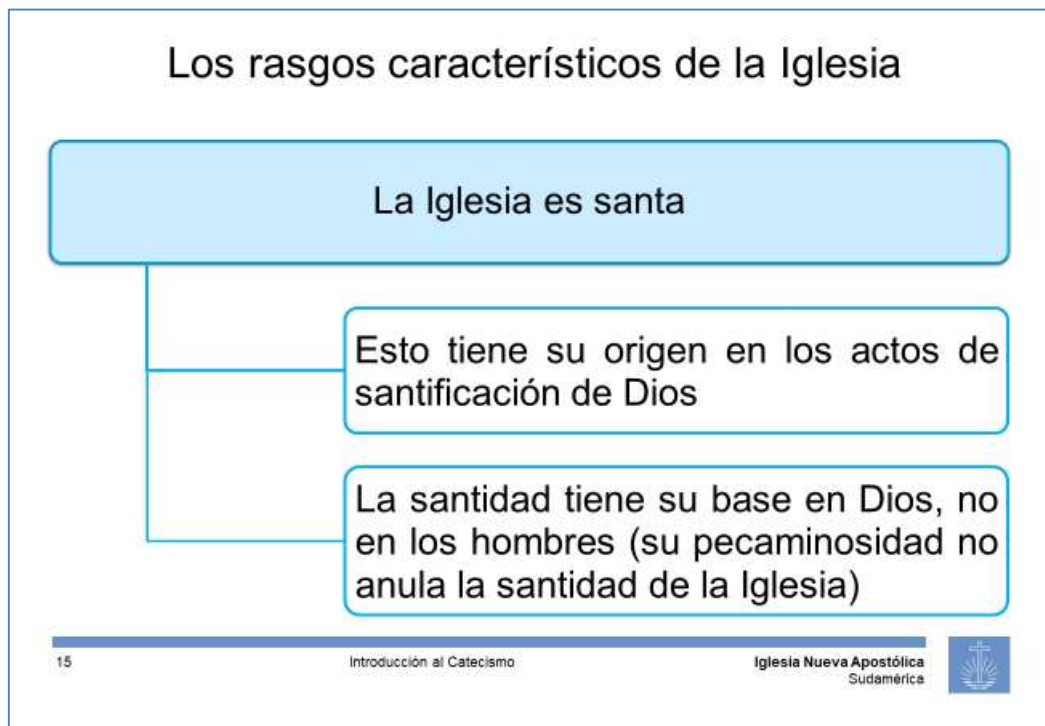 Los rasgos característicos de la Iglesia
La Iglesia es santa
Esto tiene su origen en los actos de
santificación de Dios
La santidad tiene su base en Dios, no
en los hombres (su pecaminosidad no
anula la santidad de la Iglesia)
15
Introducción al Catecismo
Iglesia Nueva Apostólica
Sudamérica